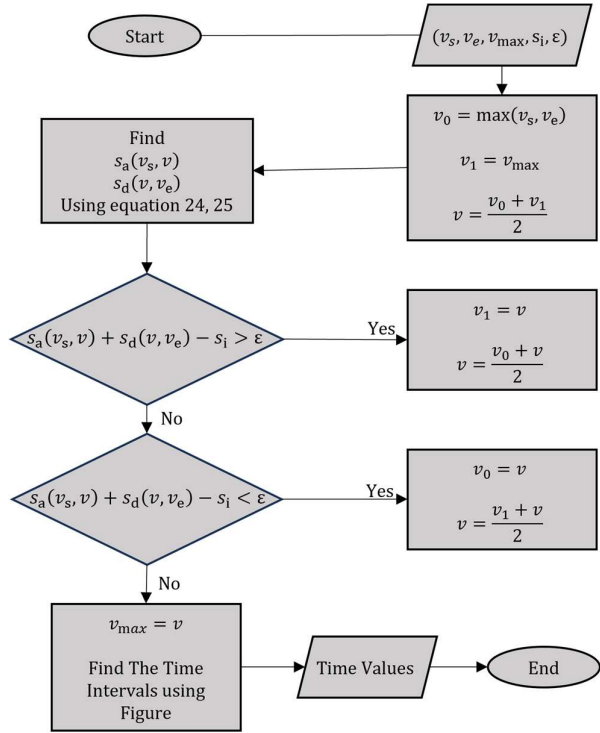 Start
(v_s, v_e, v_max, s_i, ε)
v_0 = max(v_s, v_e)
v_1 = v_max
v = (v_0 + v_1)/2
Find
s_a(v_s, v)
s_d(v, v_e)
Using equation 24, 25
s_a(v_s, v) + s_d(v, v_e) − s_i > ε
Yes
v_1 = v
v = (v_0 + v)/2
No
s_a(v_s, v) + s_d(v, v_e) − s_i < ε
Yes
v_0 = v
v = (v_1 + v)/2
No
v_max = v
Find The Time
Intervals using
Figure
Time Values
End